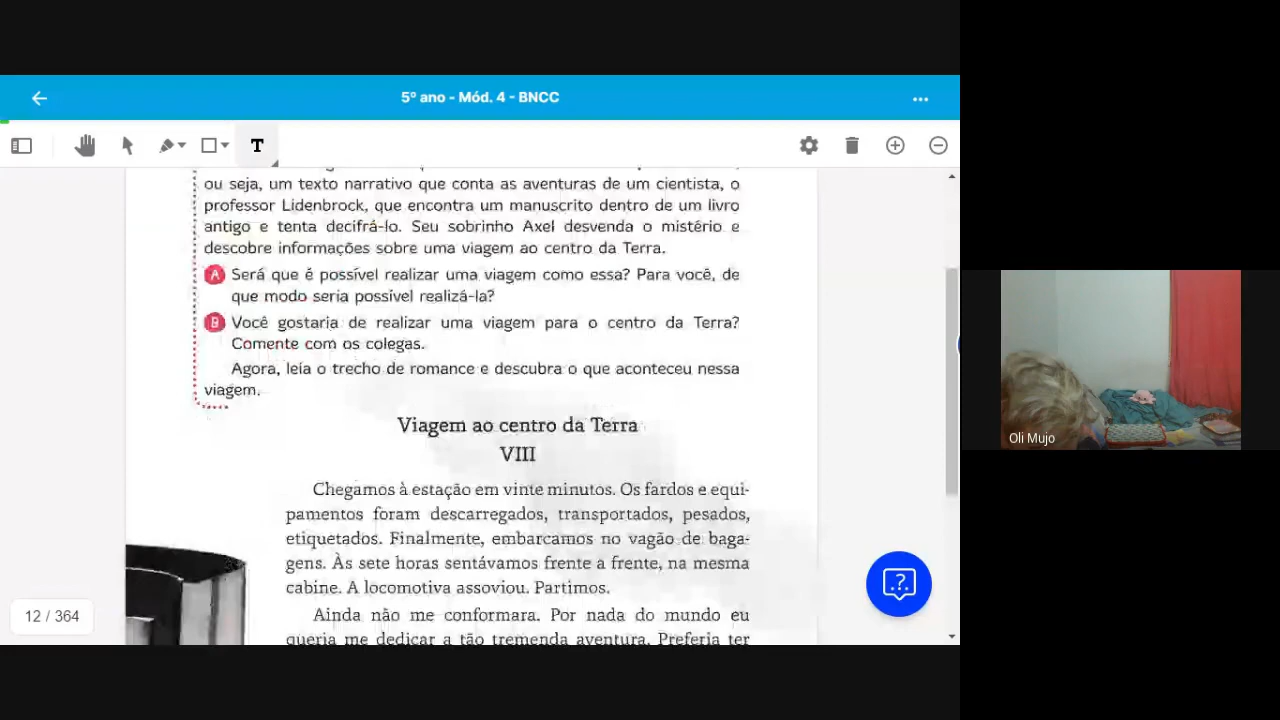 5º ano - Mód. 4 - BNCC
T
ou seja, um texto narrativo que conta as aventuras de um cientista, o
professor Lidenbrock, que encontra um manuscrito dentro de um livro
antigo e tenta decifrá-lo. Seu sobrinho Axel desvenda o mistério e
descobre informações sobre uma viagem ao centro da Terra.
A Será que é possível realizar uma viagem como essa? Para você, de
que modo seria possível realizá-la?
B Você gostaria de realizar uma viagem para o centro da Terra?
Comente com os colegas.
Agora, leia o trecho de romance e descubra o que aconteceu nessa
viagem.
Viagem ao centro da Terra
VIII
Chegamos à estação em vinte minutos. Os fardos e equi-
pamentos foram descarregados, transportados, pesados,
etiquetados. Finalmente, embarcamos no vagão de baga-
gens. Às sete horas sentávamos frente a frente, na mesma
cabine. A locomotiva assoviou. Partimos.
Ainda não me conformara. Por nada do mundo eu
queria me dedicar a tão tremenda aventura. Preferia ter
12 / 364
Oli Mujo